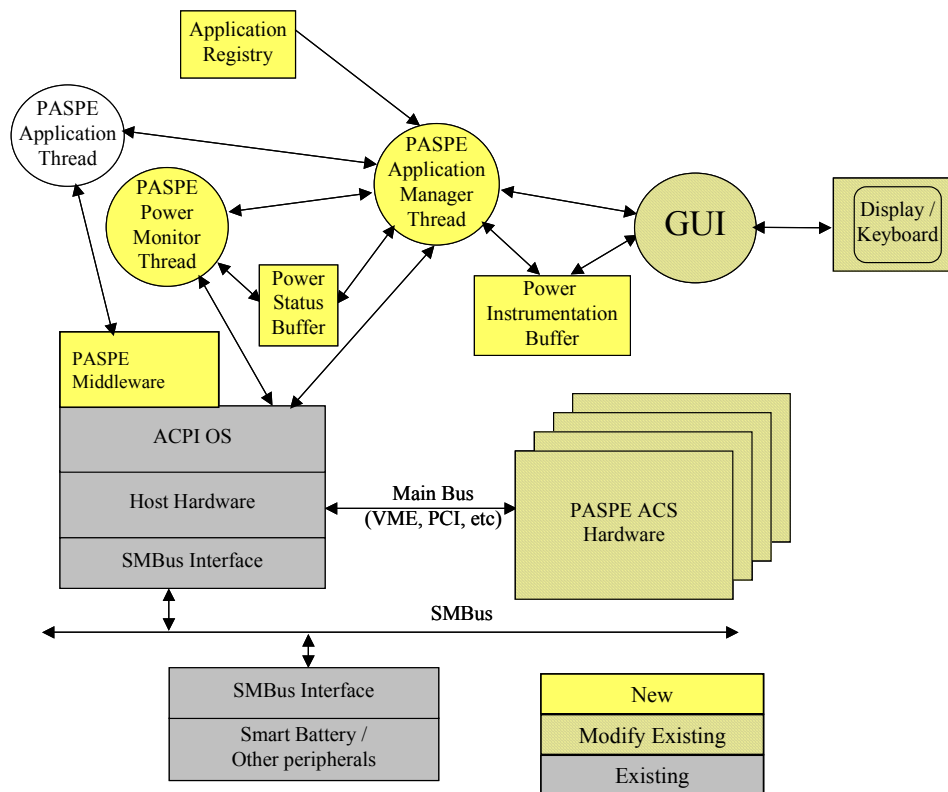 Application
Registry
PASPE
Application
Thread
PASPE
Application
Manager
Thread
PASPE
Power
Monitor
Thread
GUI
Display /
Keyboard
Power
Status
Buffer
Power
Instrumentation
Buffer
PASPE
Middleware
ACPI OS
Host Hardware
SMBus Interface
Main Bus
(VME, PCI, etc)
PASPE ACS
Hardware
SMBus
SMBus Interface
Smart Battery /
Other peripherals
New
Modify Existing
Existing